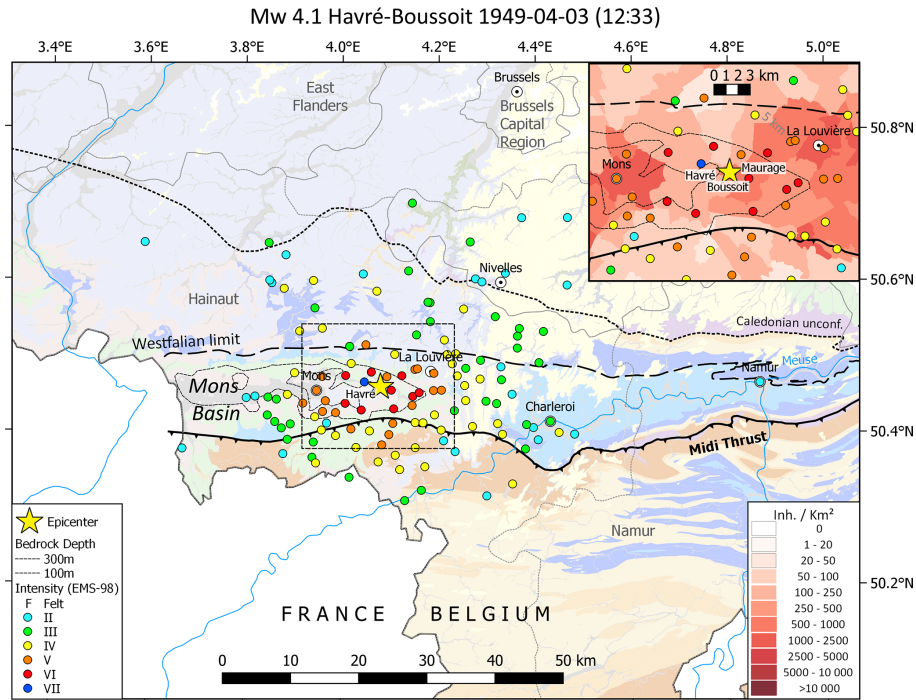 Mw 4.1 Havré-Boussoit 1949-04-03 (12:33)
3.4°E 3.6°E 3.8°E 4.0°E 4.2°E 4.4°E 4.6°E 4.8°E 5.0°E
Brussels
East
Flanders
Brussels
Capital
Region
0 1 2 3 km
5 km
La Louvière
Mons
Maurage
Havré
Boussoit
50.8°N
50.6°N
50.4°N
50.2°N
Nivelles
Hainaut
Caledonian unconf.
Westfalian limit
La Louvière
Mons
Havré
Mons
Basin
Namur
Meuse
Charleroi
Midi Thrust
Namur
FRANCE
BELGIUM
0 10 20 30 40 50 km
Epicenter
Bedrock Depth
300m
100m
Intensity (EMS-98)
F Felt
II
III
IV
V
VI
VII
Inh. / Km²
0
1 - 20
20 - 50
50 - 100
100 - 250
250 - 500
500 - 1000
1000 - 2500
2500 - 5000
5000 - 10 000
>10 000